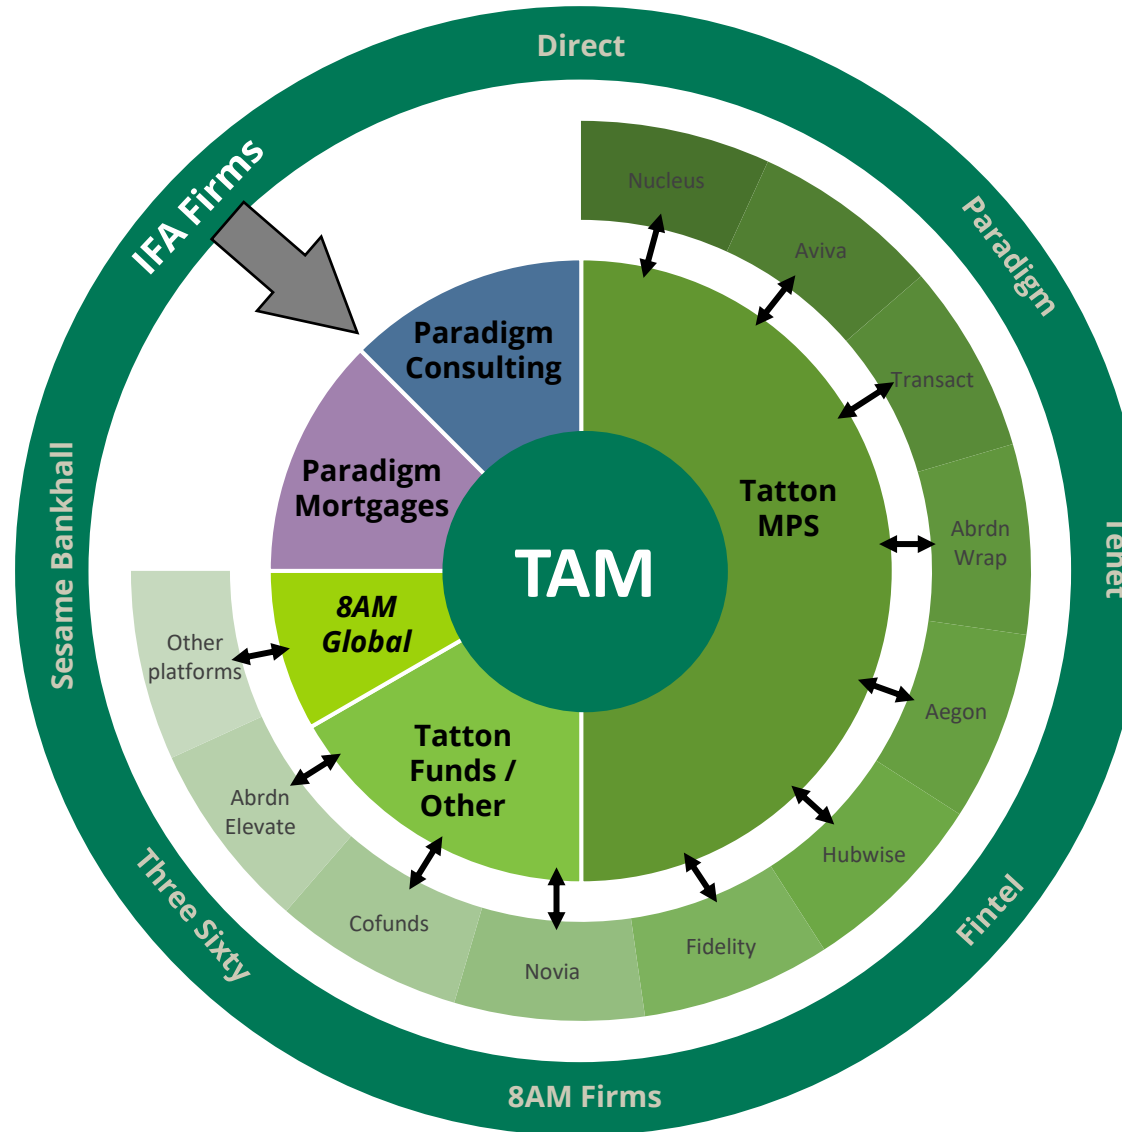 Direct
IFA Firms
Paradigm
Tenet
Fintel
8AM Firms
Three Sixty
Sesame Bankhall
Nucleus
Aviva
Transact
Abrdn
Wrap
Aegon
Hubwise
Fidelity
Novia
Cofunds
Abrdn
Elevate
Other
platforms
Paradigm
Consulting
Paradigm
Mortgages
8AM
Global
Tatton
Funds /
Other
Tatton
MPS
TAM